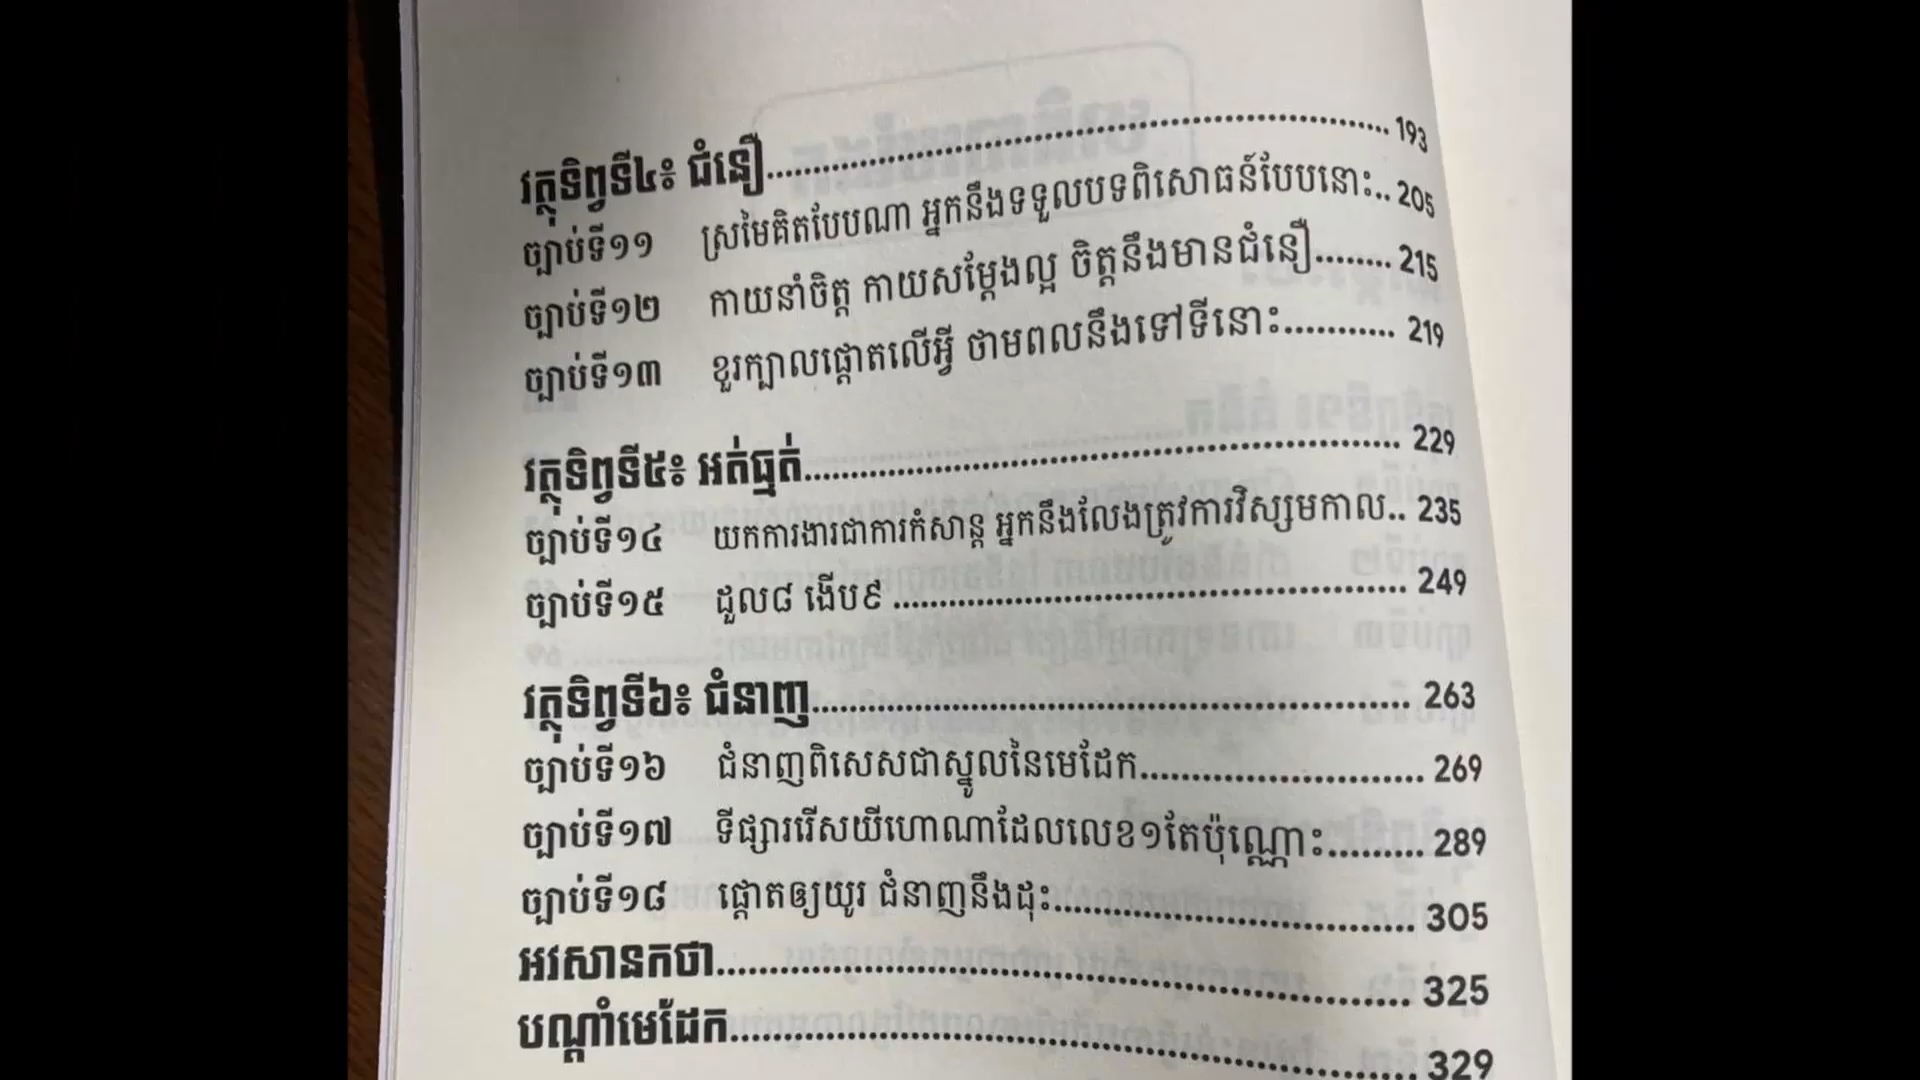 វត្ថុទិព្វទី៤៖ ជំនឿ........................................ 193
ច្បាប់ទី១១ ស្រមៃគិតបែបណា អ្នកនឹងទទួលបទពិសោធន៍បែបនោះ.. 205
ច្បាប់ទី១២ កាយនាំចិត្ត កាយសម្ដែងល្អ ចិត្តនឹងមានជំនឿ........ 215
ច្បាប់ទី១៣ ខួរក្បាលផ្ដោតលើអ្វី ថាមពលនឹងទៅទីនោះ........... 219
វត្ថុទិព្វទី៥៖ អត់ធ្មត់........................................ 229
ច្បាប់ទី១៤ យកការងារជាការកំសាន្ត អ្នកនឹងលែងត្រូវការវិស្សមកាល.. 235
ច្បាប់ទី១៥ ដួល៨ ងើប៩ ........................................ 249
វត្ថុទិព្វទី៦៖ ជំនាញ........................................ 263
ច្បាប់ទី១៦ ជំនាញពិសេសជាស្នូលនៃមេដែក........................ 269
ច្បាប់ទី១៧ ទីផ្សាររើសយីហោណាដែលលេខ១តែប៉ុណ្ណោះ......... 289
ច្បាប់ទី១៨ ផ្ដោតឲ្យយូរ ជំនាញនឹងដុះ.............................. 305
អវសានកថា.................................................. 325
បណ្ដាំមេដែក.................................................. 329